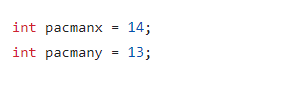 int pacmanx = 14;
int pacmany = 13;